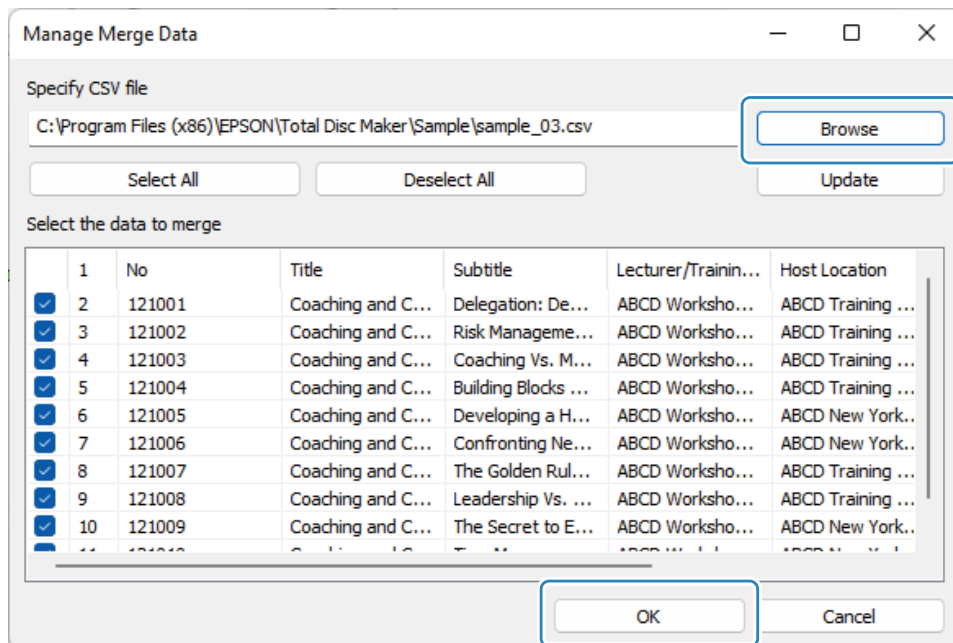 Manage Merge Data
Specify CSV file
C:\Program Files (x86)\EPSON\Total Disc Maker\Sample\sample_03.csv Browse
Select All Deselect All Update
Select the data to merge
1 No Title Subtitle Lecturer/Trainin... Host Location
2 121001 Coaching and C... Delegation: De... ABCD Worksho... ABCD Training ...
3 121002 Coaching and C... Risk Manageme... ABCD Worksho... ABCD Training ...
4 121003 Coaching and C... Coaching Vs. M... ABCD Worksho... ABCD Training ...
5 121004 Coaching and C... Building Blocks ... ABCD Worksho... ABCD Training ...
6 121005 Coaching and C... Developing a H... ABCD Worksho... ABCD New York..
7 121006 Coaching and C... Confronting Ne... ABCD Worksho... ABCD New York..
8 121007 Coaching and C... The Golden Rul... ABCD Worksho... ABCD Training ...
9 121008 Coaching and C... Leadership Vs. ... ABCD Worksho... ABCD Training ...
10 121009 Coaching and C... The Secret to E... ABCD Worksho... ABCD New York..
OK Cancel